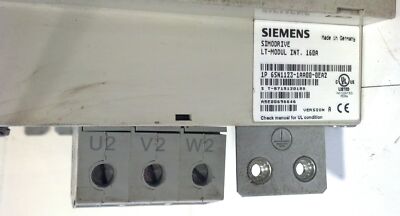 SIEMENS
Made in Germany
SIMODRIVE
LT-MODUL INT. 160A
1P 6SN1123-1AA00-0EA2
VERSION A
Check manual for UL condition
U2 V2 W2